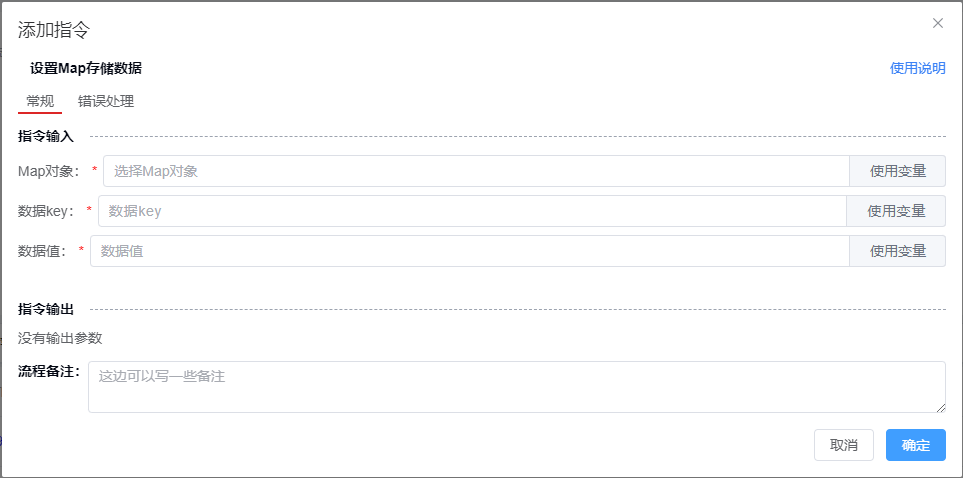 添加指令
设置Map存储数据 使用说明
常规 错误处理
指令输入
Map对象： * 选择Map对象 使用变量
数据key： * 数据key 使用变量
数据值： * 数据值 使用变量
指令输出
没有输出参数
流程备注： 这边可以写一些备注
取消 确定